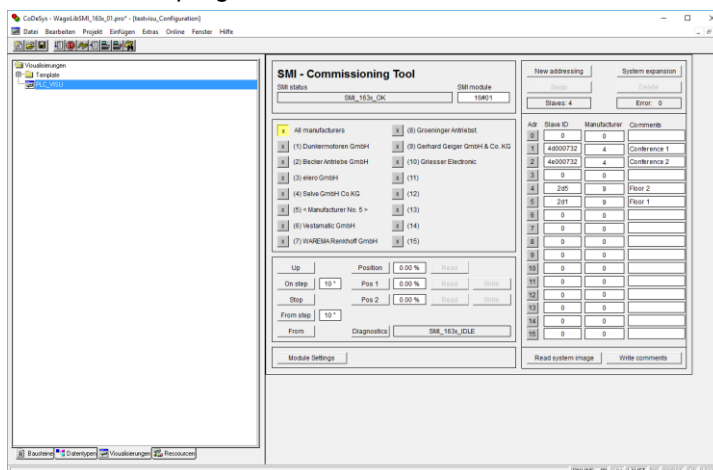 CoDeSys - WagoLibSMI_163x_01.pro* - [textvisu_Configuration]
Datei Bearbeiten Projekt Einfügen Extras Online Fenster Hilfe
Visualisierungen
Template
PLC_VISU
Bausteine Datentypen Visualisierungen Ressourcen
SMI - Commissioning Tool
SMI status SMI module
SMI_163x_OK 16#01
x All manufacturers x (8) Groeninger Antriebst.
x (1) Dunkermotoren GmbH x (9) Gerhard Geiger GmbH & Co. KG
x (2) Becker Antriebe GmbH x (10) Griesser Electronic
x (3) elero GmbH x (11)
x (4) Selve GmbH Co.KG x (12)
x (5) < Manufacturer No. 5 > x (13)
x (6) Vestamatic GmbH x (14)
x (7) WAREMA Renkhoff GmbH x (15)
Up Position 0.00 % Read
On step 10 ° Pos 1 0.00 % Read Write
Stop Pos 2 0.00 % Read Write
From step 10 °
From Diagnostics SMI_163x_IDLE
Module Settings
New addressing System expansion
Swap Delete
Slaves: 4 Error: 0
Adr Slave ID Manufacturer Comments
0 0 0
1 4d000732 4 Conference 1
2 4e000732 4 Conference 2
3 0 0
4 2d5 9 Floor 2
5 2d1 9 Floor 1
6 0 0
7 0 0
8 0 0
9 0 0
10 0 0
11 0 0
12 0 0
13 0 0
14 0 0
15 0 0
Read system image Write comments